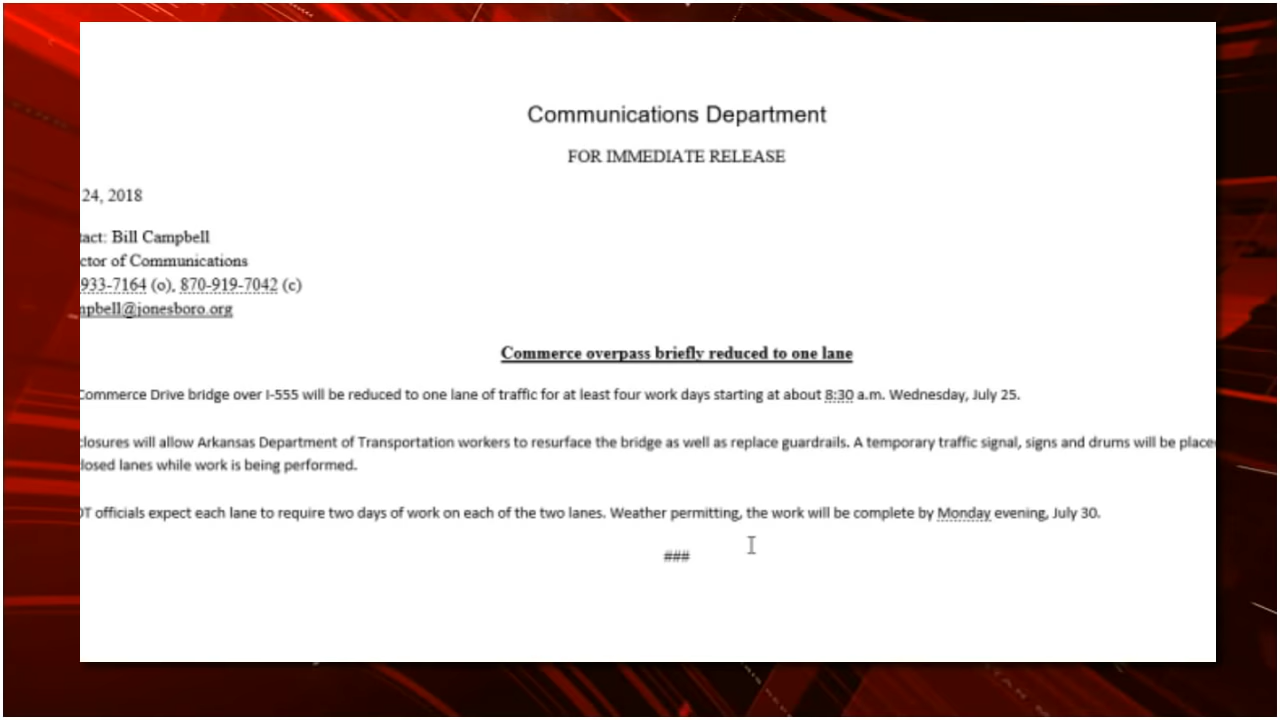 Communications Department
FOR IMMEDIATE RELEASE
24, 2018
tact: Bill Campbell
ctor of Communications
933-7164 (o), 870-919-7042 (c)
mpbell@jonesboro.org
Commerce overpass briefly reduced to one lane
Commerce Drive bridge over I-555 will be reduced to one lane of traffic for at least four work days starting at about 8:30 a.m. Wednesday, July 25.
closures will allow Arkansas Department of Transportation workers to resurface the bridge as well as replace guardrails. A temporary traffic signal, signs and drums will be place
losed lanes while work is being performed.
OT officials expect each lane to require two days of work on each of the two lanes. Weather permitting, the work will be complete by Monday evening, July 30.
###